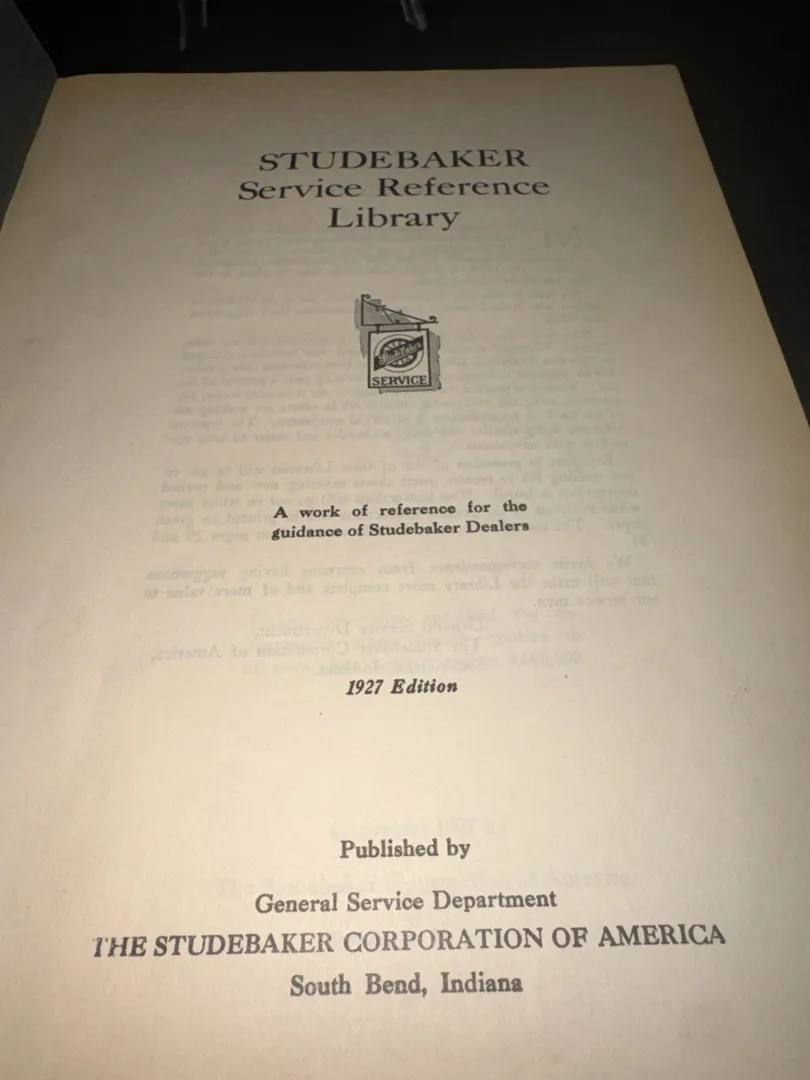 STUDEBAKER
Service Reference
Library
Studebaker
SERVICE
A work of reference for the
guidance of Studebaker Dealers
1927 Edition
Published by
General Service Department
THE STUDEBAKER CORPORATION OF AMERICA
South Bend, Indiana